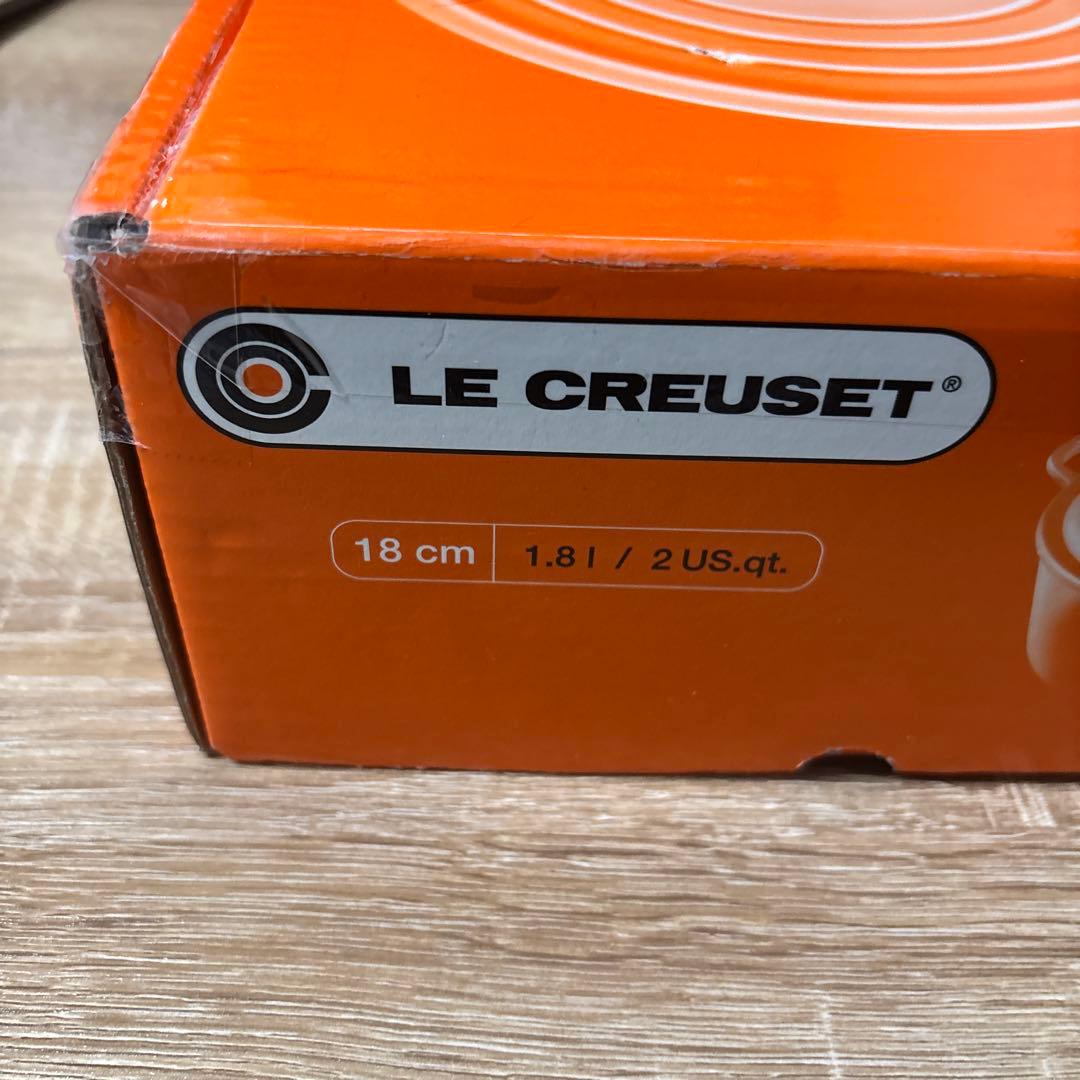 LE CREUSET®
18 cm 1.8 l / 2 US.qt.